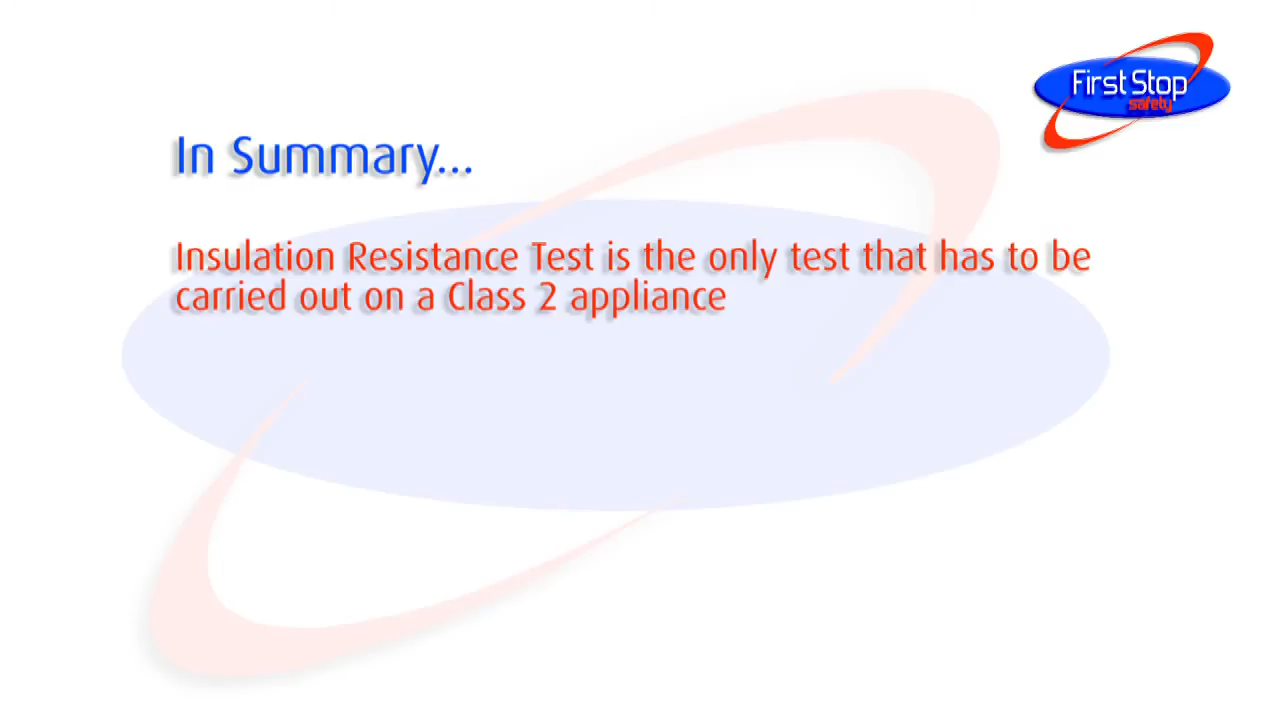 First Stop
safety
In Summary...
Insulation Resistance Test is the only test that has to be
carried out on a Class 2 appliance